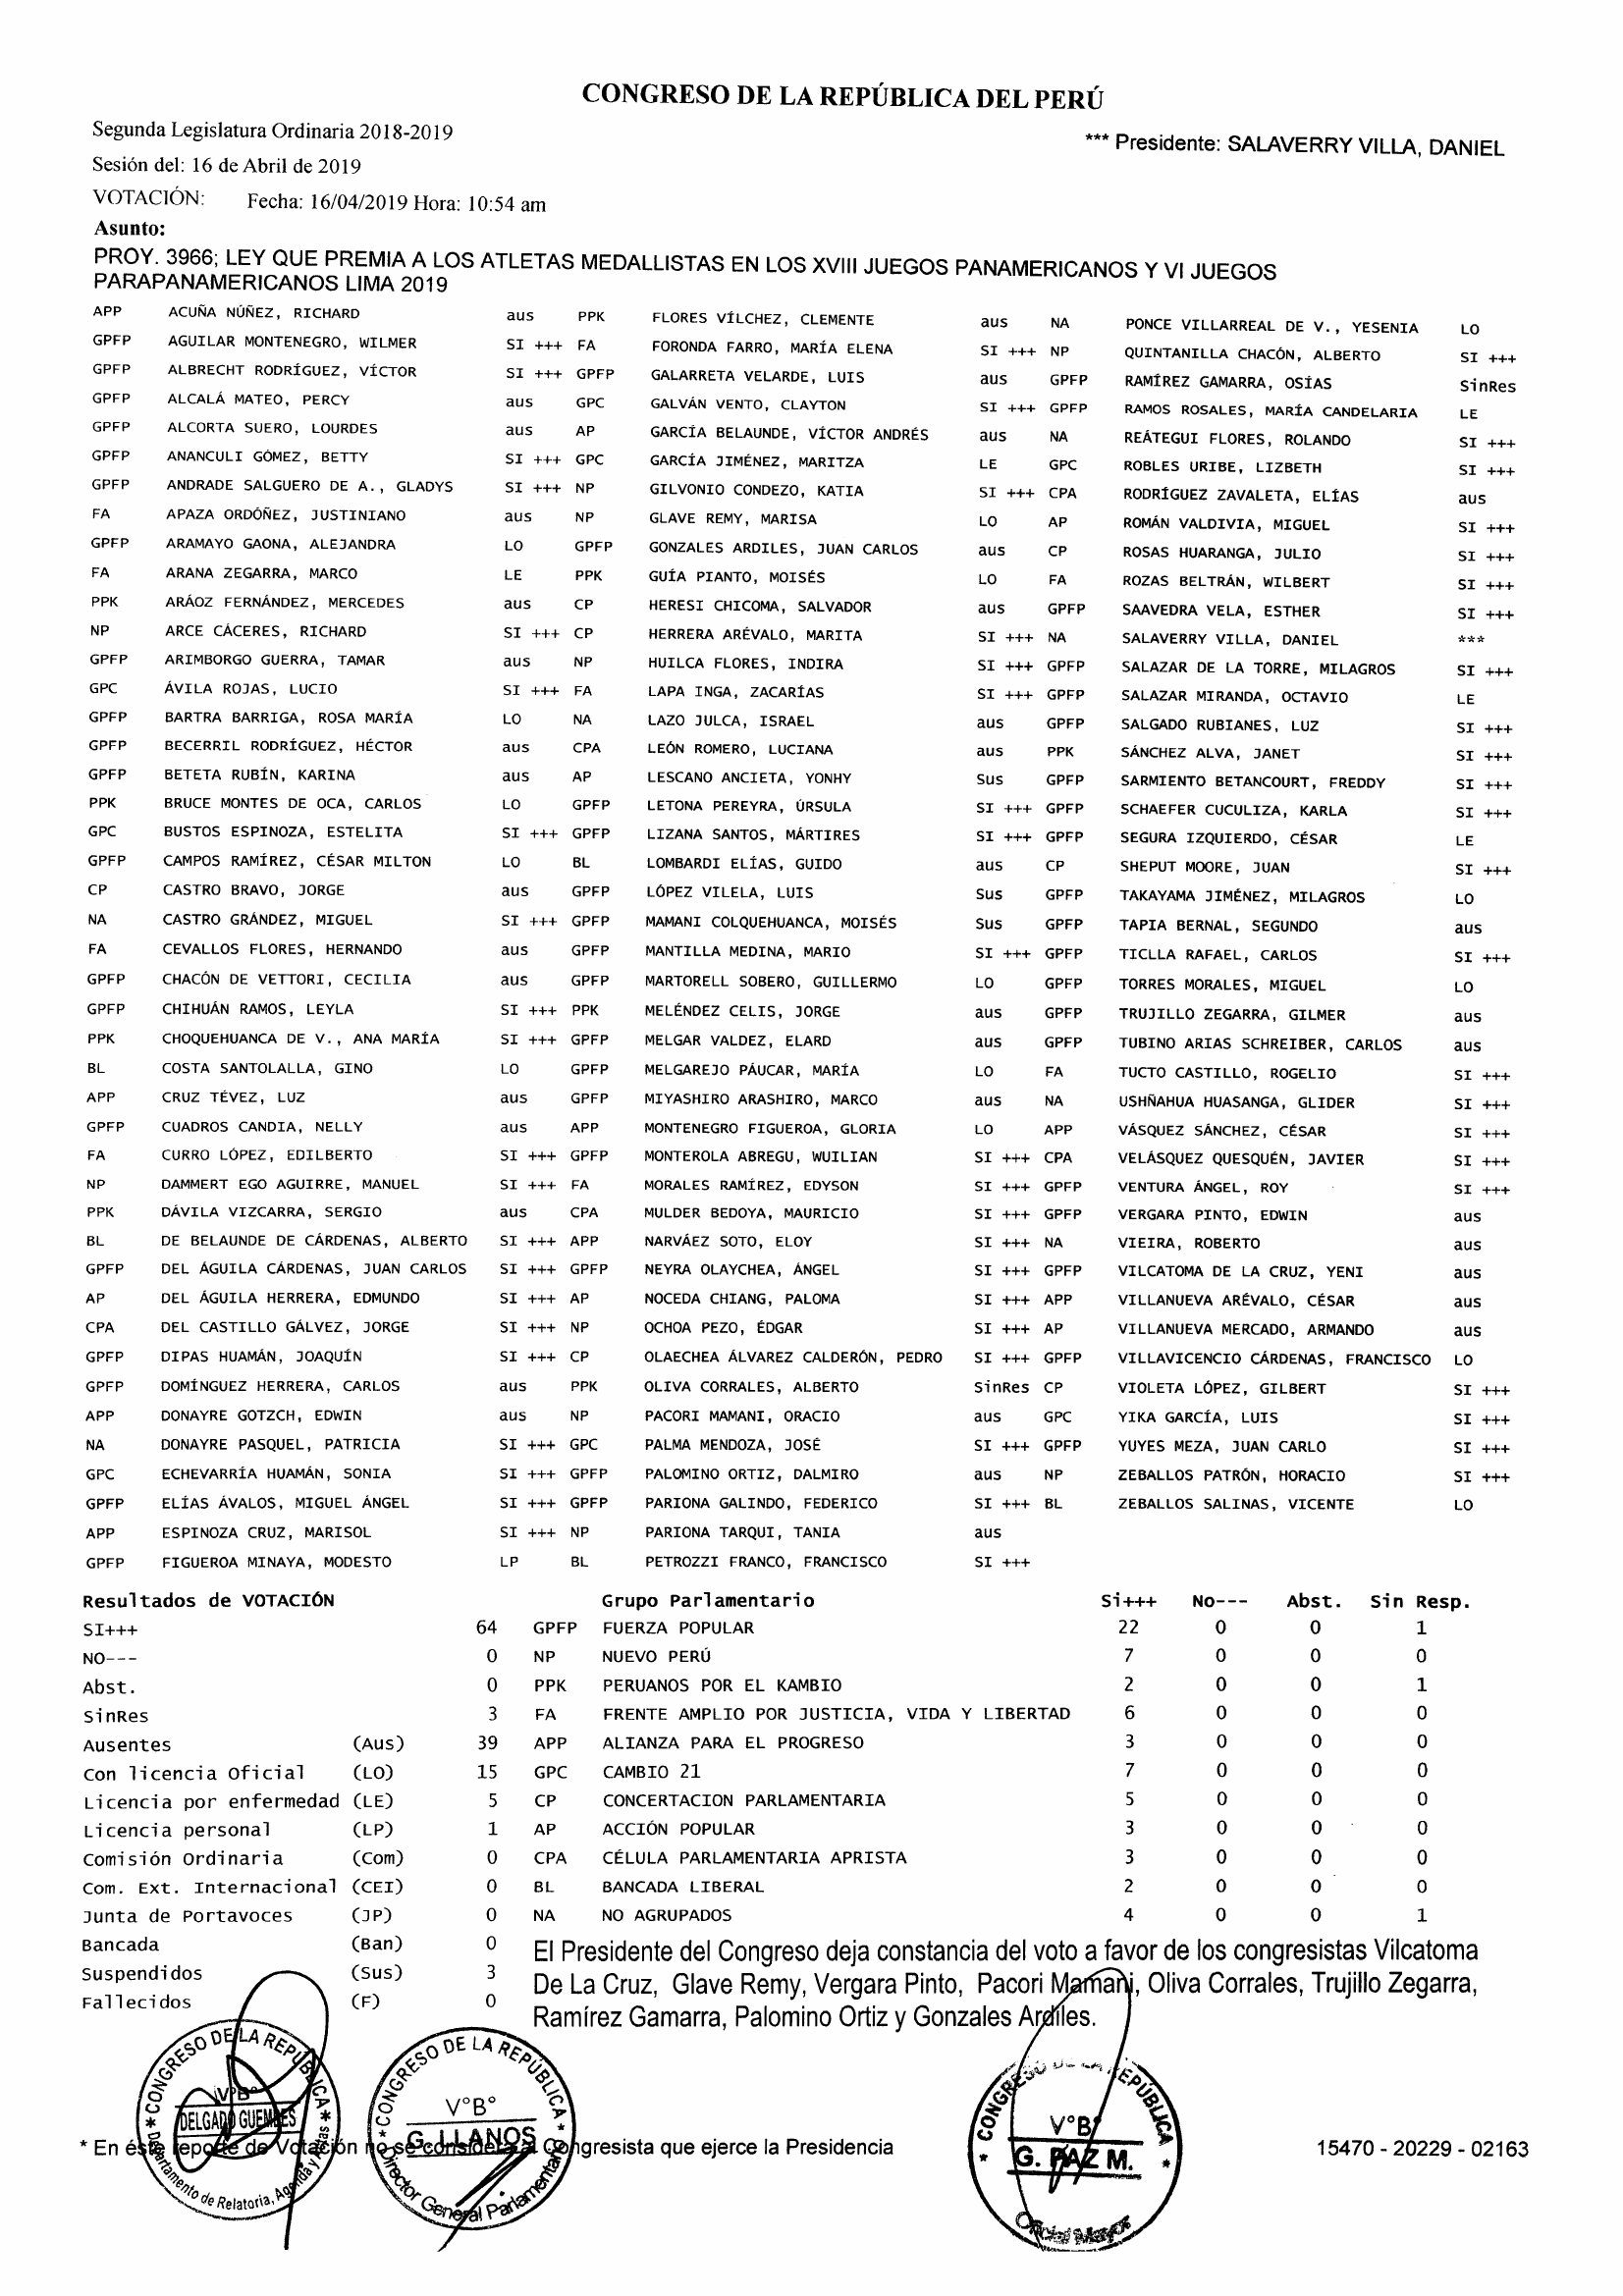 CONGRESO DE LA REPÚBLICA DEL PERÚ
Segunda Legislatura Ordinaria 2018-2019
*** Presidente: SALAVERRY VILLA, DANIEL
Sesión del: 16 de Abril de 2019
VOTACIÓN: Fecha: 16/04/2019 Hora: 10:54 am
Asunto:
PROY. 3966; LEY QUE PREMIA A LOS ATLETAS MEDALLISTAS EN LOS XVIII JUEGOS PANAMERICANOS Y VI JUEGOS
PARAPANAMERICANOS LIMA 2019
APP ACUÑA NÚÑEZ, RICHARD aus PPK FLORES VÍLCHEZ, CLEMENTE aus NA PONCE VILLARREAL DE V., YESENIA LO
GPFP AGUILAR MONTENEGRO, WILMER SI +++ FA FORONDA FARRO, MARÍA ELENA SI +++ NP QUINTANILLA CHACÓN, ALBERTO SI +++
GPFP ALBRECHT RODRÍGUEZ, VÍCTOR SI +++ GPFP GALARRETA VELARDE, LUIS aus GPFP RAMÍREZ GAMARRA, OSÍAS SinRes
GPFP ALCALÁ MATEO, PERCY aus GPC GALVÁN VENTO, CLAYTON SI +++ GPFP RAMOS ROSALES, MARÍA CANDELARIA LE
GPFP ALCORTA SUERO, LOURDES aus AP GARCÍA BELAUNDE, VÍCTOR ANDRÉS aus NA REÁTEGUI FLORES, ROLANDO SI +++
GPFP ANANCULI GÓMEZ, BETTY SI +++ GPC GARCÍA JIMÉNEZ, MARITZA LE GPC ROBLES URIBE, LIZBETH SI +++
GPFP ANDRADE SALGUERO DE A., GLADYS SI +++ NP GILVONIO CONDEZO, KATIA SI +++ CPA RODRÍGUEZ ZAVALETA, ELÍAS aus
FA APAZA ORDÓÑEZ, JUSTINIANO aus NP GLAVE REMY, MARISA LO AP ROMÁN VALDIVIA, MIGUEL SI +++
GPFP ARAMAYO GAONA, ALEJANDRA LO GPFP GONZALES ARDILES, JUAN CARLOS aus CP ROSAS HUARANGA, JULIO SI +++
FA ARANA ZEGARRA, MARCO LE PPK GUÍA PIANTO, MOISÉS LO FA ROZAS BELTRÁN, WILBERT SI +++
PPK ARÁOZ FERNÁNDEZ, MERCEDES aus CP HERESI CHICOMA, SALVADOR aus GPFP SAAVEDRA VELA, ESTHER SI +++
NP ARCE CÁCERES, RICHARD SI +++ CP HERRERA ARÉVALO, MARITA SI +++ NA SALAVERRY VILLA, DANIEL ***
GPFP ARIMBORGO GUERRA, TAMAR aus NP HUILCA FLORES, INDIRA SI +++ GPFP SALAZAR DE LA TORRE, MILAGROS SI +++
GPC ÁVILA ROJAS, LUCIO SI +++ FA LAPA INGA, ZACARÍAS SI +++ GPFP SALAZAR MIRANDA, OCTAVIO LE
GPFP BARTRA BARRIGA, ROSA MARÍA LO NA LAZO JULCA, ISRAEL aus GPFP SALGADO RUBIANES, LUZ SI +++
GPFP BECERRIL RODRÍGUEZ, HÉCTOR aus CPA LEÓN ROMERO, LUCIANA aus PPK SÁNCHEZ ALVA, JANET SI +++
GPFP BETETA RUBÍN, KARINA aus AP LESCANO ANCIETA, YONHY Sus GPFP SARMIENTO BETANCOURT, FREDDY SI +++
PPK BRUCE MONTES DE OCA, CARLOS LO GPFP LETONA PEREYRA, ÚRSULA SI +++ GPFP SCHAEFER CUCULIZA, KARLA SI +++
GPC BUSTOS ESPINOZA, ESTELITA SI +++ GPFP LIZANA SANTOS, MÁRTIRES SI +++ GPFP SEGURA IZQUIERDO, CÉSAR LE
GPFP CAMPOS RAMÍREZ, CÉSAR MILTON LO BL LOMBARDI ELÍAS, GUIDO aus CP SHEPUT MOORE, JUAN SI +++
CP CASTRO BRAVO, JORGE aus GPFP LÓPEZ VILELA, LUIS Sus GPFP TAKAYAMA JIMÉNEZ, MILAGROS LO
NA CASTRO GRÁNDEZ, MIGUEL SI +++ GPFP MAMANI COLQUEHUANCA, MOISÉS Sus GPFP TAPIA BERNAL, SEGUNDO aus
FA CEVALLOS FLORES, HERNANDO aus GPFP MANTILLA MEDINA, MARIO SI +++ GPFP TICLLA RAFAEL, CARLOS SI +++
GPFP CHACÓN DE VETTORI, CECILIA aus GPFP MARTORELL SOBERO, GUILLERMO LO GPFP TORRES MORALES, MIGUEL LO
GPFP CHIHUÁN RAMOS, LEYLA SI +++ PPK MELÉNDEZ CELIS, JORGE aus GPFP TRUJILLO ZEGARRA, GILMER aus
PPK CHOQUEHUANCA DE V., ANA MARÍA SI +++ GPFP MELGAR VALDEZ, ELARD aus GPFP TUBINO ARIAS SCHREIBER, CARLOS aus
BL COSTA SANTOLALLA, GINO LO GPFP MELGAREJO PÁUCAR, MARÍA LO FA TUCTO CASTILLO, ROGELIO SI +++
APP CRUZ TÉVEZ, LUZ aus GPFP MIYASHIRO ARASHIRO, MARCO aus NA USHÑAHUA HUASANGA, GLIDER SI +++
GPFP CUADROS CANDIA, NELLY aus APP MONTENEGRO FIGUEROA, GLORIA LO APP VÁSQUEZ SÁNCHEZ, CÉSAR SI +++
FA CURRO LÓPEZ, EDILBERTO SI +++ GPFP MONTEROLA ABREGU, WUILIAN SI +++ CPA VELÁSQUEZ QUESQUÉN, JAVIER SI +++
NP DAMMERT EGO AGUIRRE, MANUEL SI +++ FA MORALES RAMÍREZ, EDYSON SI +++ GPFP VENTURA ÁNGEL, ROY SI +++
PPK DÁVILA VIZCARRA, SERGIO aus CPA MULDER BEDOYA, MAURICIO SI +++ GPFP VERGARA PINTO, EDWIN aus
BL DE BELAUNDE DE CÁRDENAS, ALBERTO SI +++ APP NARVÁEZ SOTO, ELOY SI +++ NA VIEIRA, ROBERTO aus
GPFP DEL ÁGUILA CÁRDENAS, JUAN CARLOS SI +++ GPFP NEYRA OLAYCHEA, ÁNGEL SI +++ GPFP VILCATOMA DE LA CRUZ, YENI aus
AP DEL ÁGUILA HERRERA, EDMUNDO SI +++ AP NOCEDA CHIANG, PALOMA SI +++ APP VILLANUEVA ARÉVALO, CÉSAR aus
CPA DEL CASTILLO GÁLVEZ, JORGE SI +++ NP OCHOA PEZO, ÉDGAR SI +++ AP VILLANUEVA MERCADO, ARMANDO aus
GPFP DIPAS HUAMÁN, JOAQUÍN SI +++ CP OLAECHEA ÁLVAREZ CALDERÓN, PEDRO SI +++ GPFP VILLAVICENCIO CÁRDENAS, FRANCISCO LO
GPFP DOMÍNGUEZ HERRERA, CARLOS aus PPK OLIVA CORRALES, ALBERTO SinRes CP VIOLETA LÓPEZ, GILBERT SI +++
APP DONAYRE GOTZCH, EDWIN aus NP PACORI MAMANI, ORACIO aus GPC YIKA GARCÍA, LUIS SI +++
NA DONAYRE PASQUEL, PATRICIA SI +++ GPC PALMA MENDOZA, JOSÉ SI +++ GPFP YUYES MEZA, JUAN CARLO SI +++
GPC ECHEVARRÍA HUAMÁN, SONIA SI +++ GPFP PALOMINO ORTIZ, DALMIRO aus NP ZEBALLOS PATRÓN, HORACIO SI +++
GPFP ELÍAS ÁVALOS, MIGUEL ÁNGEL SI +++ GPFP PARIONA GALINDO, FEDERICO SI +++ BL ZEBALLOS SALINAS, VICENTE LO
APP ESPINOZA CRUZ, MARISOL SI +++ NP PARIONA TARQUI, TANIA aus
GPFP FIGUEROA MINAYA, MODESTO LP BL PETROZZI FRANCO, FRANCISCO SI +++
Resultados de VOTACIÓN Grupo Parlamentario Si+++ No--- Abst. Sin Resp.
SI+++ 64 GPFP FUERZA POPULAR 22 0 0 1
NO--- 0 NP NUEVO PERÚ 7 0 0 0
Abst. 0 PPK PERUANOS POR EL KAMBIO 2 0 0 1
SinRes 3 FA FRENTE AMPLIO POR JUSTICIA, VIDA Y LIBERTAD 6 0 0 0
Ausentes (Aus) 39 APP ALIANZA PARA EL PROGRESO 3 0 0 0
Con licencia Oficial (LO) 15 GPC CAMBIO 21 7 0 0 0
Licencia por enfermedad (LE) 5 CP CONCERTACION PARLAMENTARIA 5 0 0 0
Licencia personal (LP) 1 AP ACCIÓN POPULAR 3 0 0 0
Comisión Ordinaria (Com) 0 CPA CÉLULA PARLAMENTARIA APRISTA 3 0 0 0
Com. Ext. Internacional (CEI) 0 BL BANCADA LIBERAL 2 0 0 0
Junta de Portavoces (JP) 0 NA NO AGRUPADOS 4 0 0 1
Bancada (Ban) 0
Suspendidos (Sus) 3
Fallecidos (F) 0
El Presidente del Congreso deja constancia del voto a favor de los congresistas Vilcatoma
De La Cruz, Glave Remy, Vergara Pinto, Pacori Mamani, Oliva Corrales, Trujillo Zegarra,
Ramírez Gamarra, Palomino Ortiz y Gonzales Ardiles.
* CONGRESO DE LA REPÚBLICA *
V°B°
DELGADO GUEMBES
Departamento de Relatoria, Agenda y Actas
* CONGRESO DE LA REPÚBLICA *
V°B°
G. LLANOS
Director General Parlamentario
* CONGRESO DE LA REPÚBLICA *
V°B°
G. PAZ M.
Oficial Mayor
* En éste reporte de Votación no se considera al Congresista que ejerce la Presidencia
15470 - 20229 - 02163